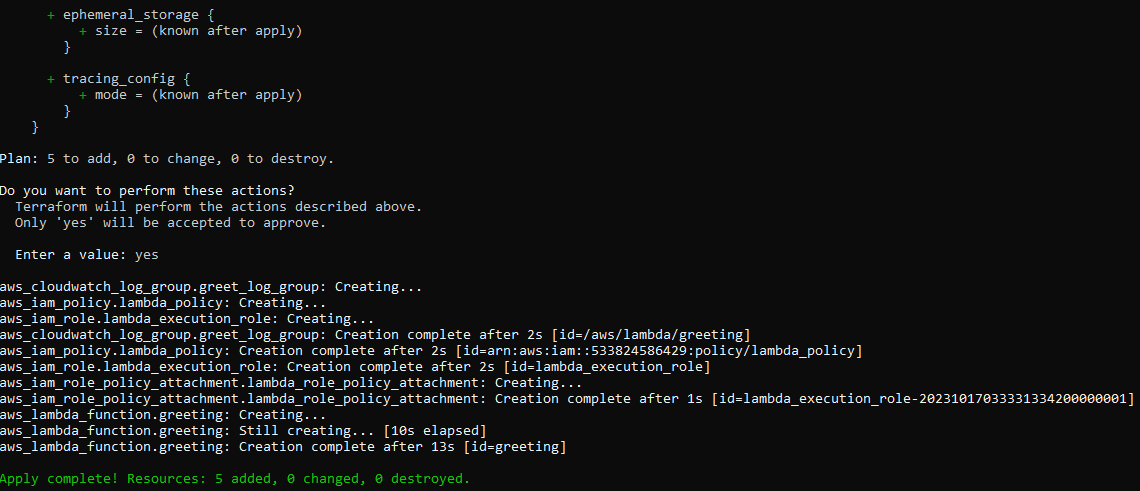 + ephemeral_storage {
+ size = (known after apply)
}
+ tracing_config {
+ mode = (known after apply)
}
}
Plan: 5 to add, 0 to change, 0 to destroy.
Do you want to perform these actions?
Terraform will perform the actions described above.
Only 'yes' will be accepted to approve.
Enter a value: yes
aws_cloudwatch_log_group.greet_log_group: Creating...
aws_iam_policy.lambda_policy: Creating...
aws_iam_role.lambda_execution_role: Creating...
aws_cloudwatch_log_group.greet_log_group: Creation complete after 2s [id=/aws/lambda/greeting]
aws_iam_policy.lambda_policy: Creation complete after 2s [id=arn:aws:iam::533824586429:policy/lambda_policy]
aws_iam_role.lambda_execution_role: Creation complete after 2s [id=lambda_execution_role]
aws_iam_role_policy_attachment.lambda_role_policy_attachment: Creating...
aws_iam_role_policy_attachment.lambda_role_policy_attachment: Creation complete after 1s [id=lambda_execution_role-20231017033331334200000001]
aws_lambda_function.greeting: Creating...
aws_lambda_function.greeting: Still creating... [10s elapsed]
aws_lambda_function.greeting: Creation complete after 13s [id=greeting]
Apply complete! Resources: 5 added, 0 changed, 0 destroyed.